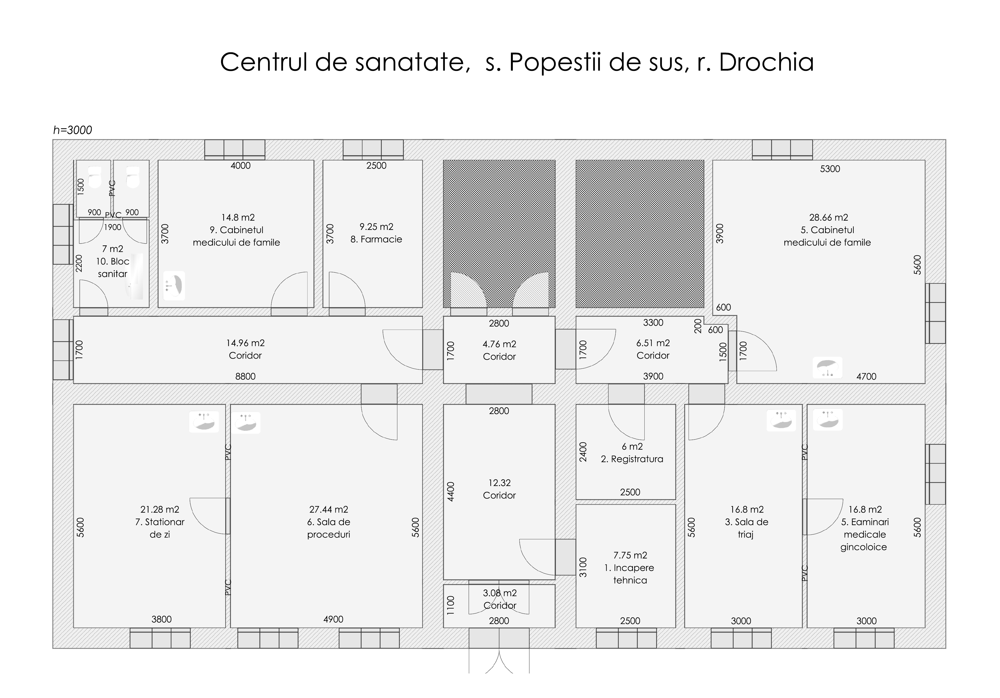 Centrul de sanatate,  s. Popestii de sus, r. Drochia
h=3000
1500
900
PVC
PVC
900
1900
2200
7 m2
10. Bloc
sanitar
4000
3700
14.8 m2
9. Cabinetul
medicului de famile
2500
3700
9.25 m2
8. Farmacie
5300
3900
28.66 m2
5. Cabinetul
medicului de famile
5600
600
1700
4700
1700
14.96 m2
Coridor
8800
2800
1700
4.76 m2
Coridor
3300
200
600
1700
6.51 m2
Coridor
1500
3900
5600
21.28 m2
7. Stationar
de zi
3800
PVC
PVC
27.44 m2
6. Sala de
proceduri
5600
4900
2800
4400
12.32
Coridor
1100
3.08 m2
Coridor
2800
2400
6 m2
2. Registratura
2500
3100
7.75 m2
1. Incapere
tehnica
2500
5600
16.8 m2
3. Sala de
triaj
3000
PVC
PVC
16.8 m2
5. Eaminari
medicale
gincoloice
5600
3000